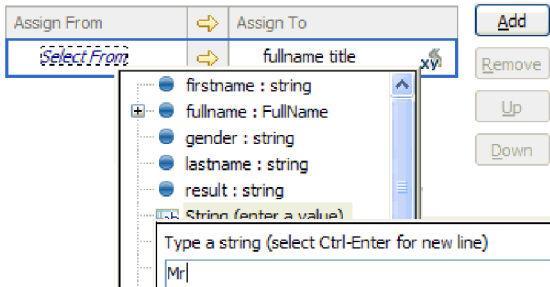 Assign From Assign To Add
Select From fullname title xy Remove
firstname : string
fullname : FullName Up
gender : string
lastname : string Down
result : string
String (enter a value)
Type a string (select Ctrl-Enter for new line)
Mr